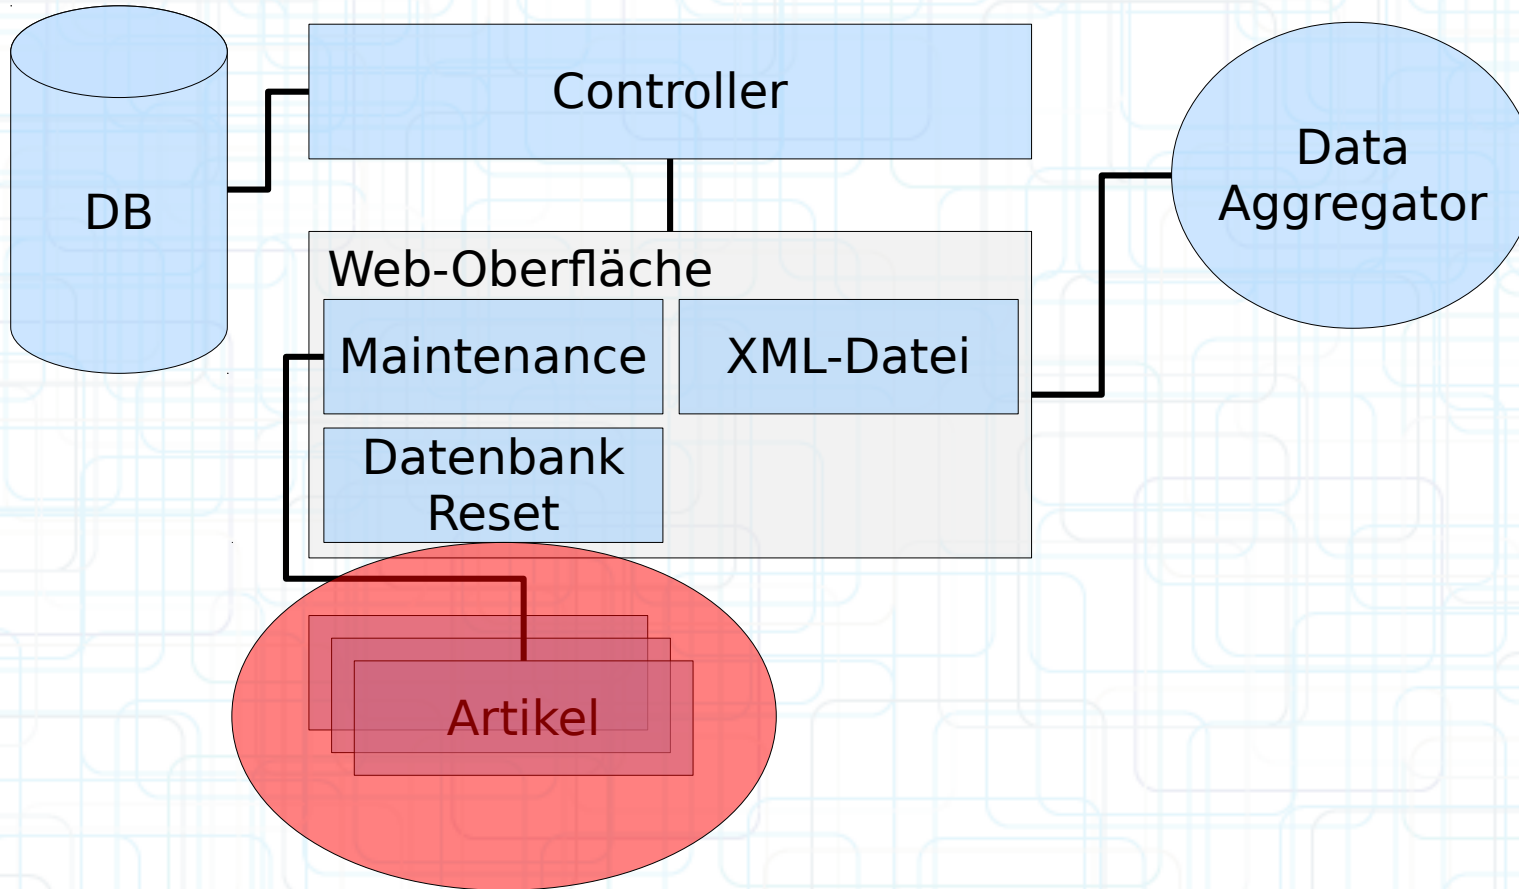 Controller
DB
Data
Aggregator
Web-Oberfläche
Maintenance
XML-Datei
Datenbank
Reset
Artikel